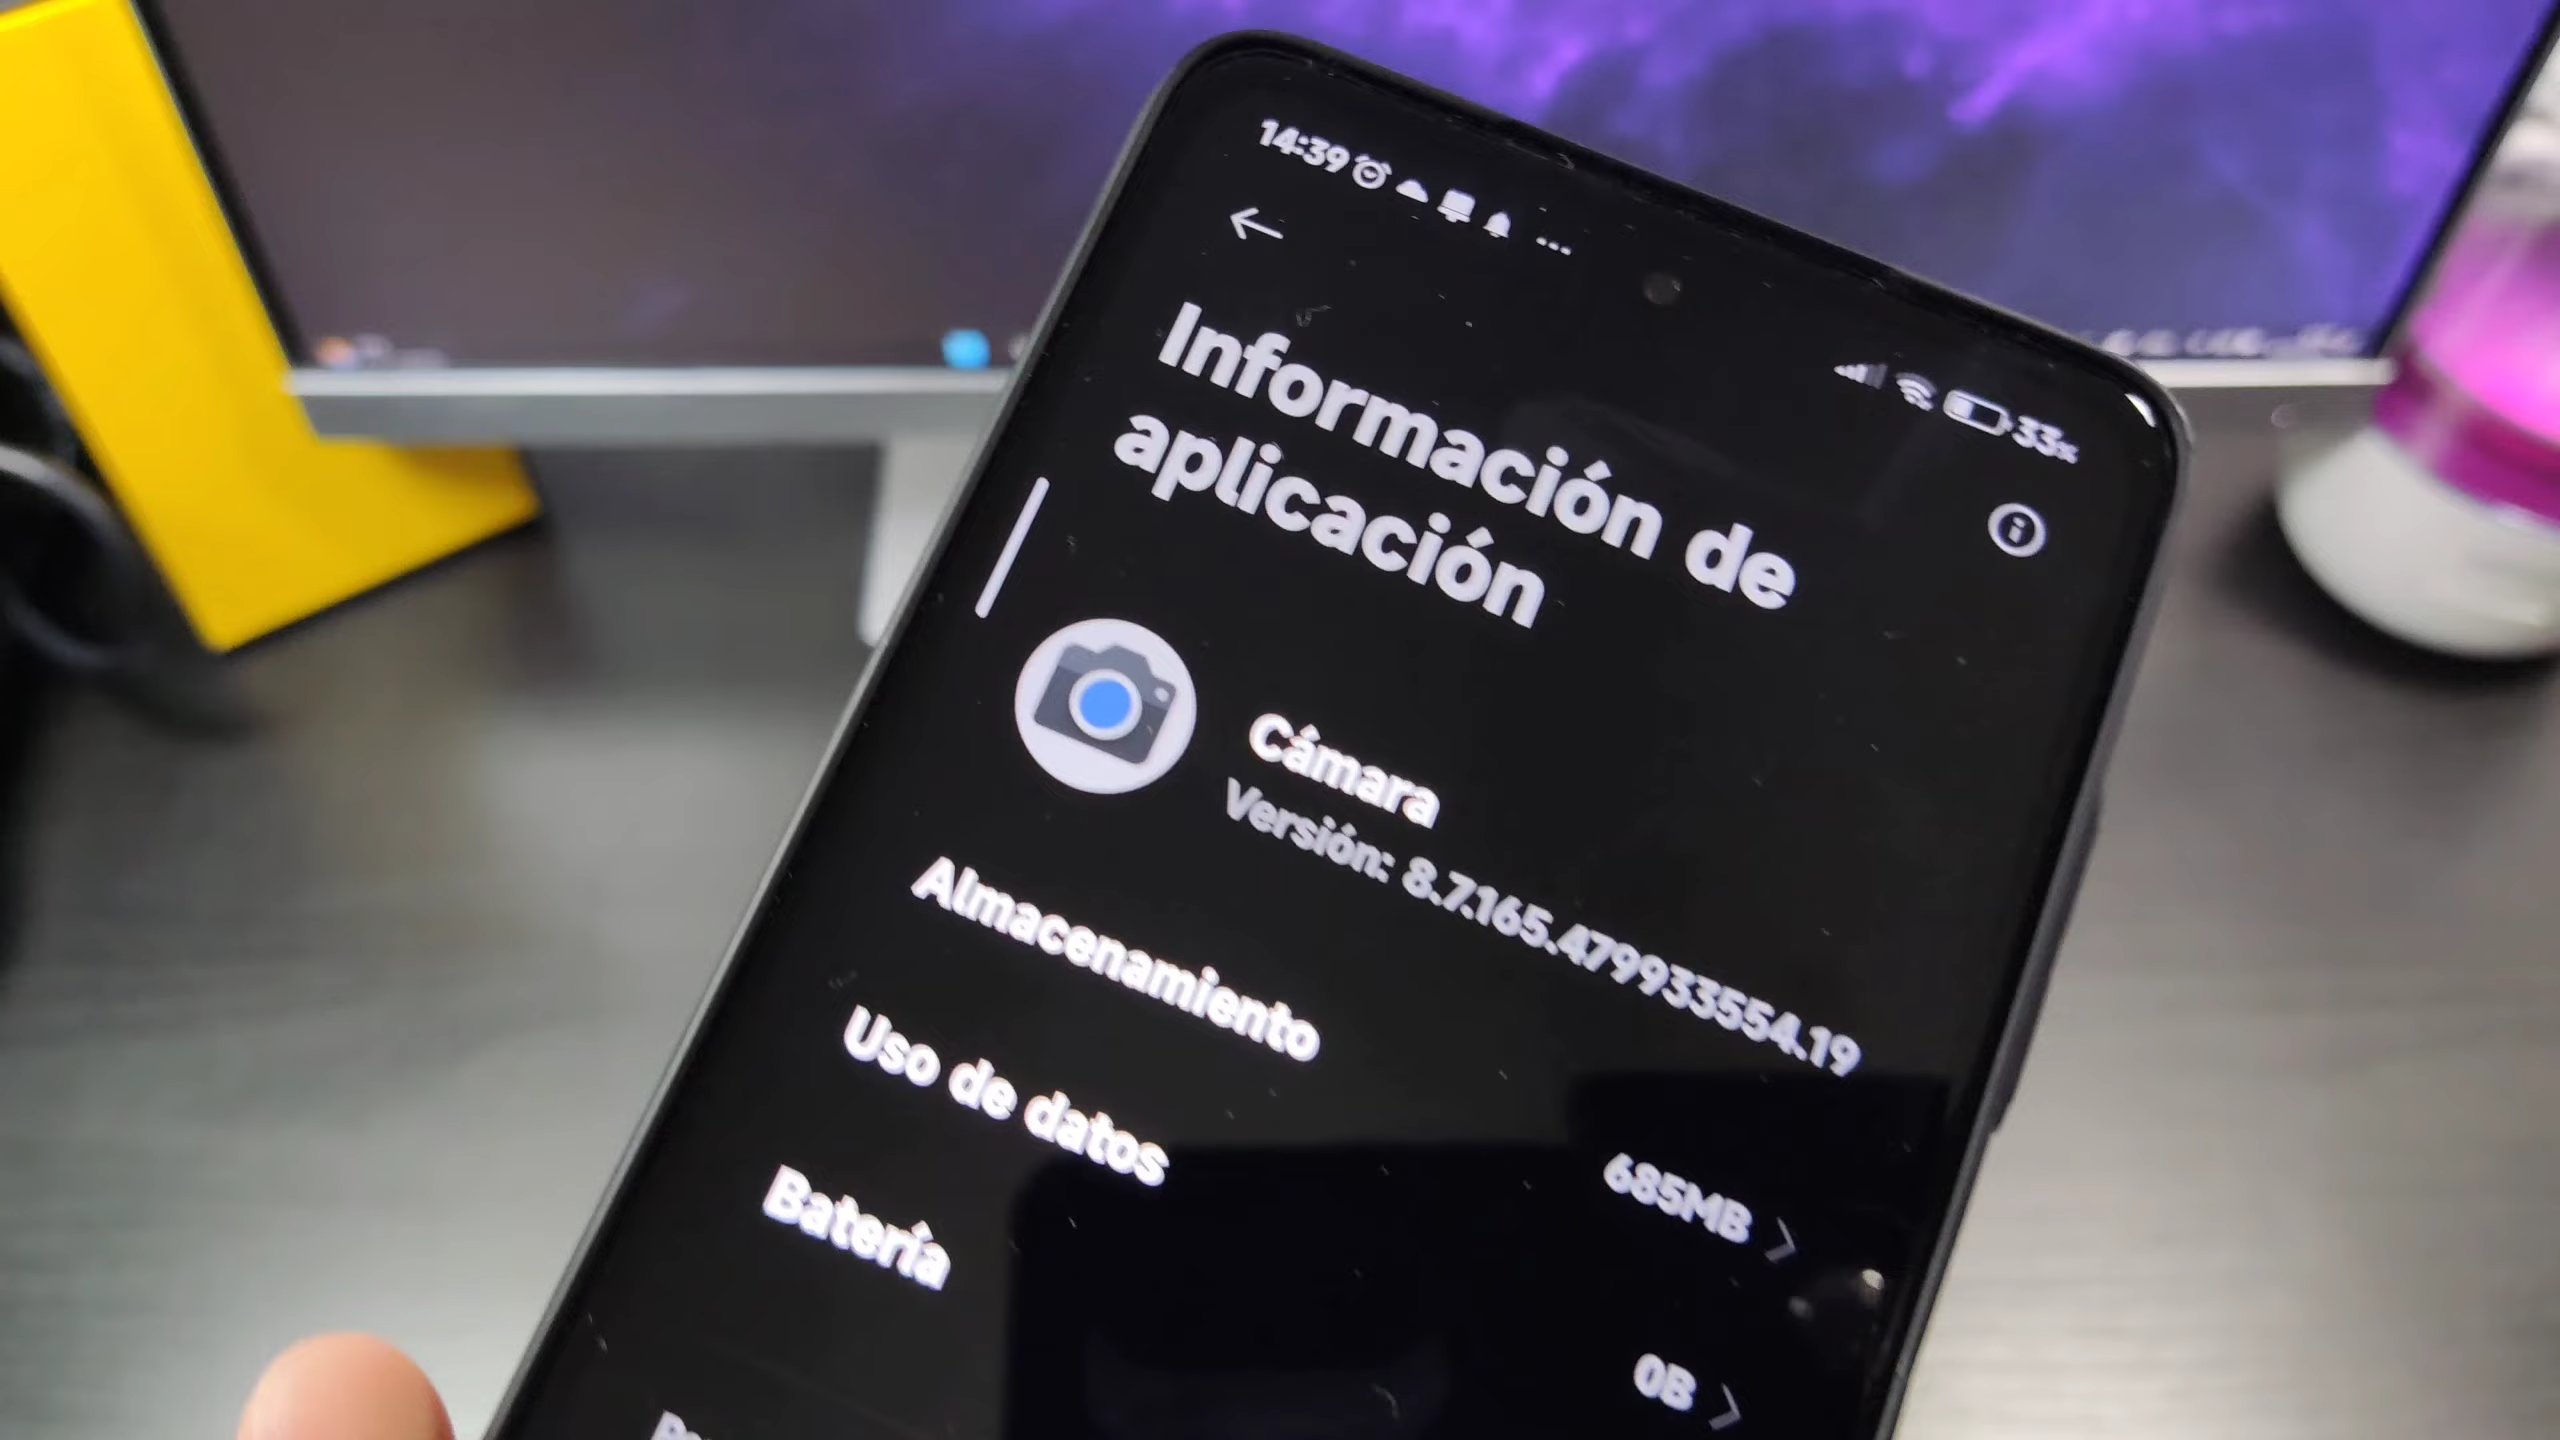 14:39
33%
Información de
aplicación
Cámara
Versión: 8.7.165.479933554.19
Almacenamiento
685MB
Uso de datos
0B
Batería